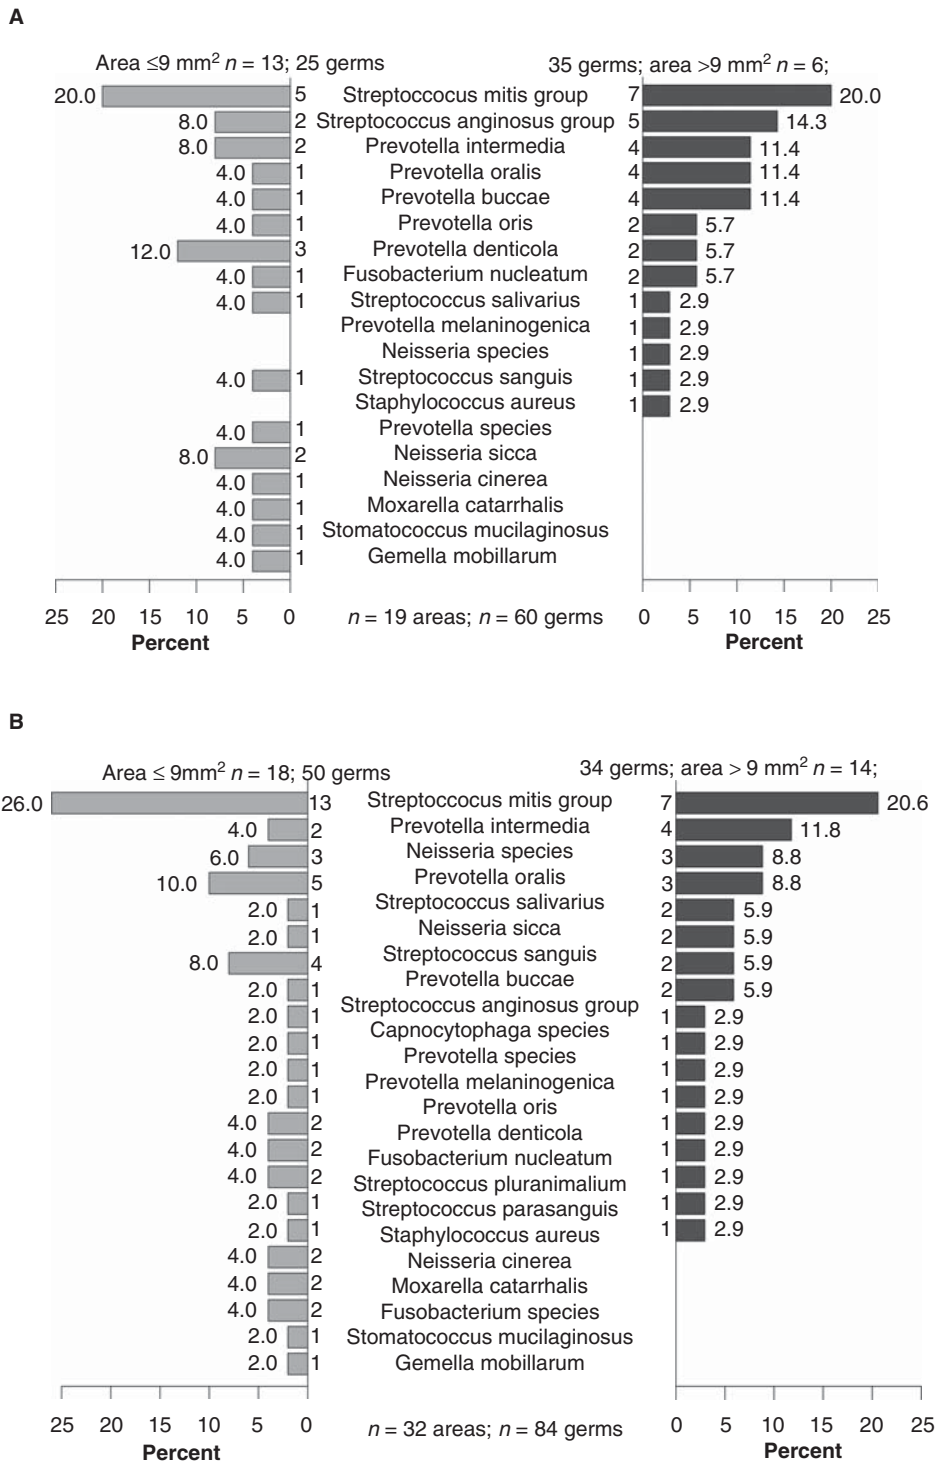 A
Area ≤9 mm² n = 13; 25 germs 35 germs; area >9 mm² n = 6;
20.0 5 Streptoccocus mitis group 7 20.0
8.0 2 Streptococcus anginosus group 5 14.3
8.0 2 Prevotella intermedia 4 11.4
4.0 1 Prevotella oralis 4 11.4
4.0 1 Prevotella buccae 4 11.4
4.0 1 Prevotella oris 2 5.7
12.0 3 Prevotella denticola 2 5.7
4.0 1 Fusobacterium nucleatum 2 5.7
4.0 1 Streptococcus salivarius 1 2.9
Prevotella melaninogenica 1 2.9
Neisseria species 1 2.9
4.0 1 Streptococcus sanguis 1 2.9
Staphylococcus aureus 1 2.9
4.0 1 Prevotella species
8.0 2 Neisseria sicca
4.0 1 Neisseria cinerea
4.0 1 Moxarella catarrhalis
4.0 1 Stomatococcus mucilaginosus
4.0 1 Gemella mobillarum
25 20 15 10 5 0 n = 19 areas; n = 60 germs 0 5 10 15 20 25
Percent Percent
B
Area ≤ 9mm² n = 18; 50 germs 34 germs; area > 9 mm² n = 14;
26.0 13 Streptoccocus mitis group 7 20.6
4.0 2 Prevotella intermedia 4 11.8
6.0 3 Neisseria species 3 8.8
10.0 5 Prevotella oralis 3 8.8
2.0 1 Streptococcus salivarius 2 5.9
2.0 1 Neisseria sicca 2 5.9
8.0 4 Streptococcus sanguis 2 5.9
2.0 1 Prevotella buccae 2 5.9
2.0 1 Streptococcus anginosus group 1 2.9
2.0 1 Capnocytophaga species 1 2.9
2.0 1 Prevotella species 1 2.9
2.0 1 Prevotella melaninogenica 1 2.9
4.0 2 Prevotella oris 1 2.9
4.0 2 Prevotella denticola 1 2.9
4.0 2 Fusobacterium nucleatum 1 2.9
2.0 1 Streptococcus pluranimalium 1 2.9
2.0 1 Streptococcus parasanguis 1 2.9
4.0 2 Staphylococcus aureus
4.0 2 Neisseria cinerea
4.0 2 Moxarella catarrhalis
2.0 1 Fusobacterium species
2.0 1 Stomatococcus mucilaginosus
Gemella mobillarum
25 20 15 10 5 0 n = 32 areas; n = 84 germs 0 5 10 15 20 25
Percent Percent